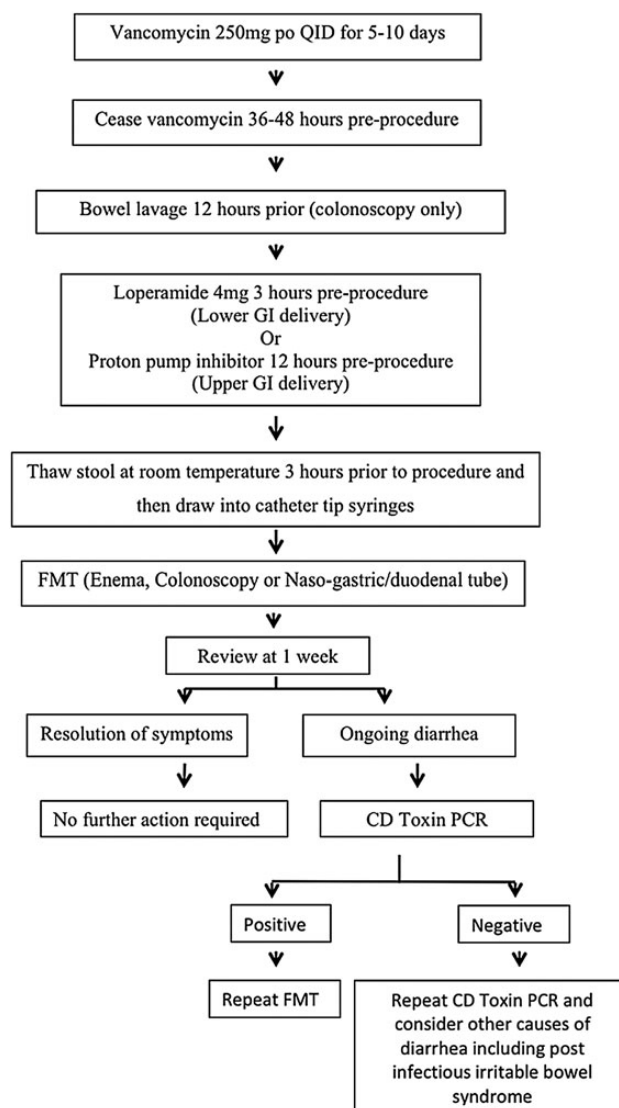 Vancomycin 250mg po QID for 5-10 days
Cease vancomycin 36-48 hours pre-procedure
Bowel lavage 12 hours prior (colonoscopy only)
Loperamide 4mg 3 hours pre-procedure
(Lower GI delivery)
Or
Proton pump inhibitor 12 hours pre-procedure
(Upper GI delivery)
Thaw stool at room temperature 3 hours prior to procedure and
then draw into catheter tip syringes
FMT (Enema, Colonoscopy or Naso-gastric/duodenal tube)
Review at 1 week
Resolution of symptoms
Ongoing diarrhea
No further action required
CD Toxin PCR
Positive
Negative
Repeat FMT
Repeat CD Toxin PCR and
consider other causes of
diarrhea including post
infectious irritable bowel
syndrome